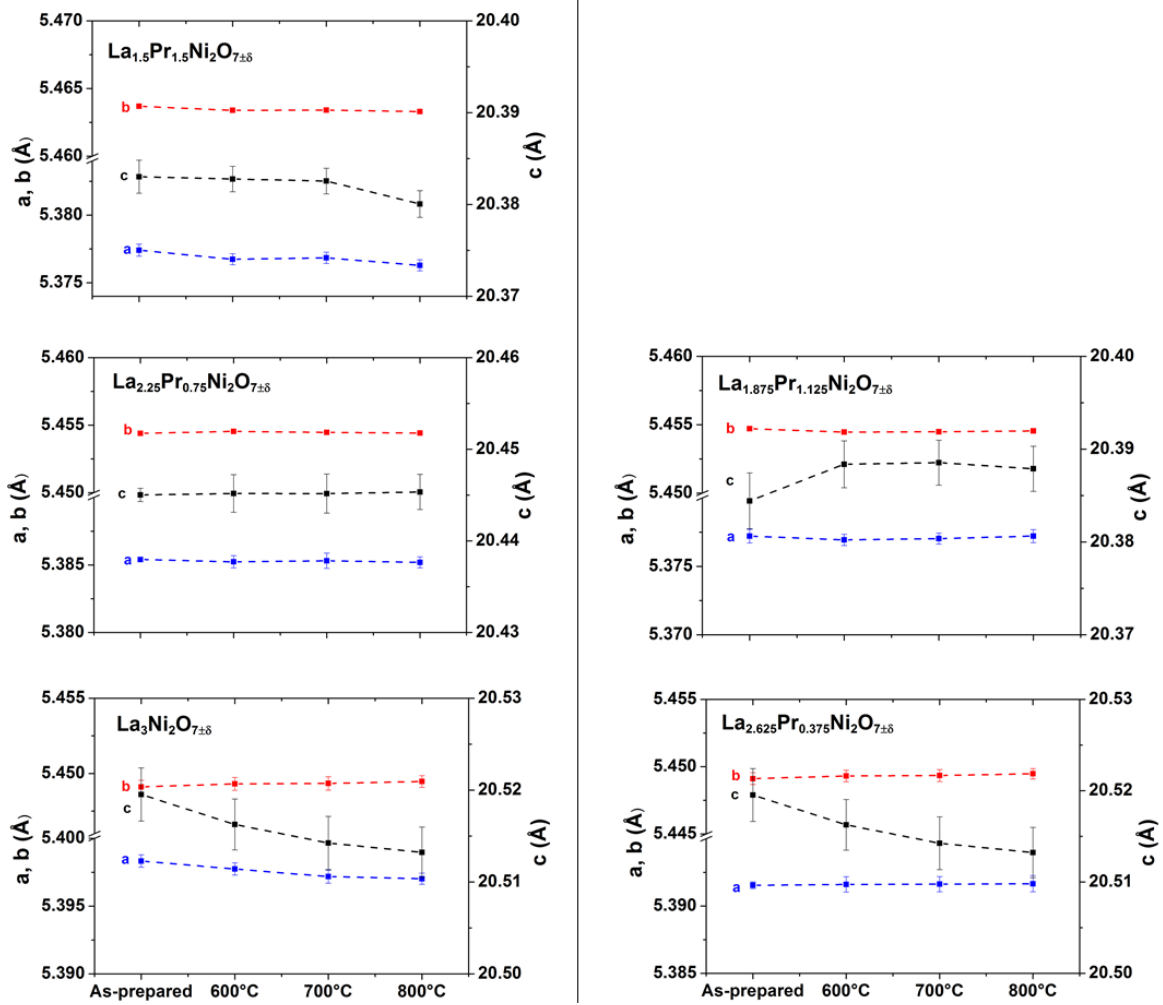 La1.5Pr1.5Ni2O7±δ
5.470
5.465
5.460
5.380
5.375
a, b (Å)
b
c
a
20.40
20.39
20.38
20.37
c (Å)
La2.25Pr0.75Ni2O7±δ
5.460
5.455
5.450
5.385
5.380
a, b (Å)
b
c
a
20.46
20.45
20.44
20.43
c (Å)
La1.875Pr1.125Ni2O7±δ
5.460
5.455
5.450
5.375
5.370
a, b (Å)
b
c
a
20.40
20.39
20.38
20.37
c (Å)
La3Ni2O7±δ
5.455
5.450
5.400
5.395
5.390
a, b (Å)
b
c
a
20.53
20.52
20.51
20.50
c (Å)
As-prepared 600°C 700°C 800°C
La2.625Pr0.375Ni2O7±δ
5.455
5.450
5.445
5.390
5.385
a, b (Å)
b
c
a
20.53
20.52
20.51
20.50
c (Å)
As-prepared 600°C 700°C 800°C